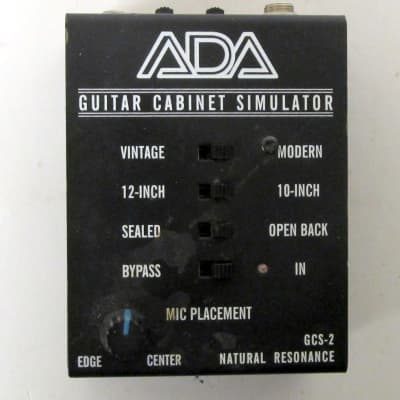 ADA
GUITAR CABINET SIMULATOR
VINTAGE MODERN
12-INCH 10-INCH
SEALED OPEN BACK
BYPASS IN
MIC PLACEMENT
GCS-2
EDGE CENTER NATURAL RESONANCE